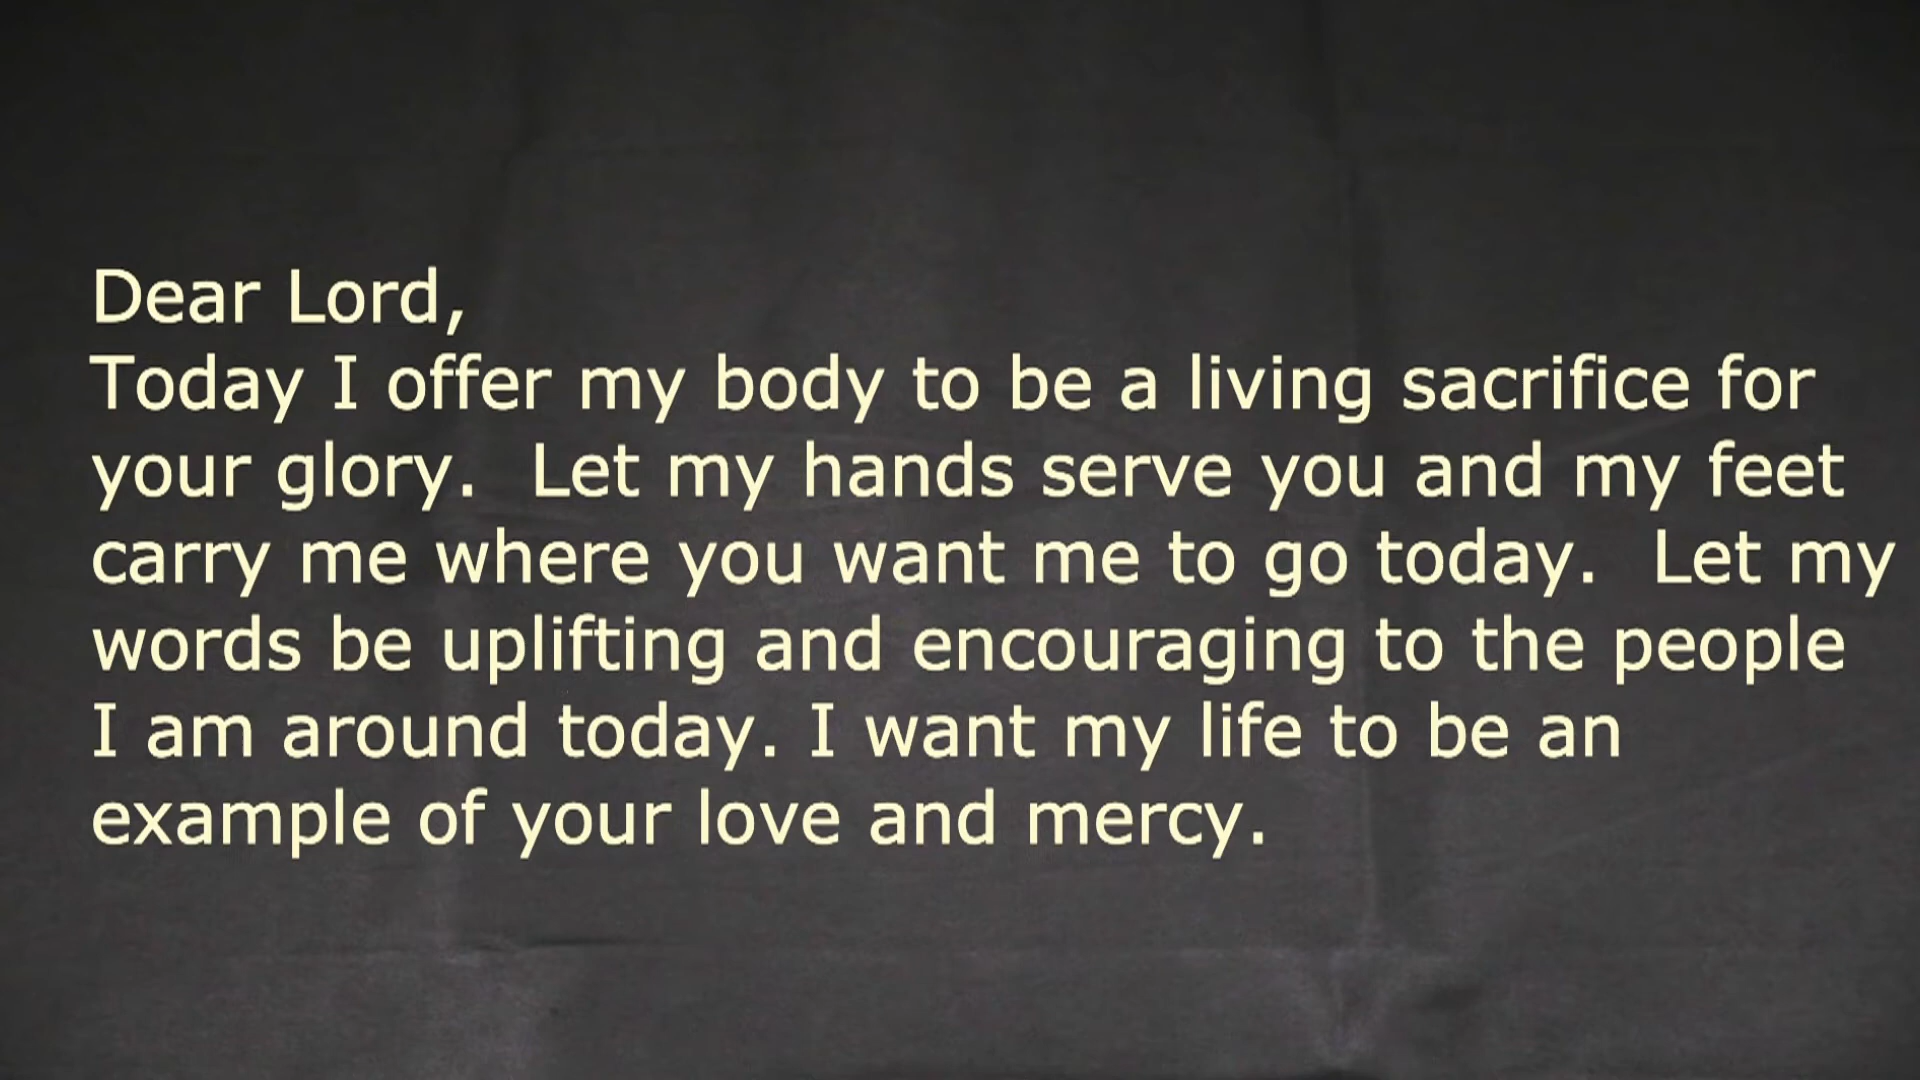 Dear Lord,
Today I offer my body to be a living sacrifice for
your glory.  Let my hands serve you and my feet
carry me where you want me to go today.  Let my
words be uplifting and encouraging to the people
I am around today. I want my life to be an
example of your love and mercy.